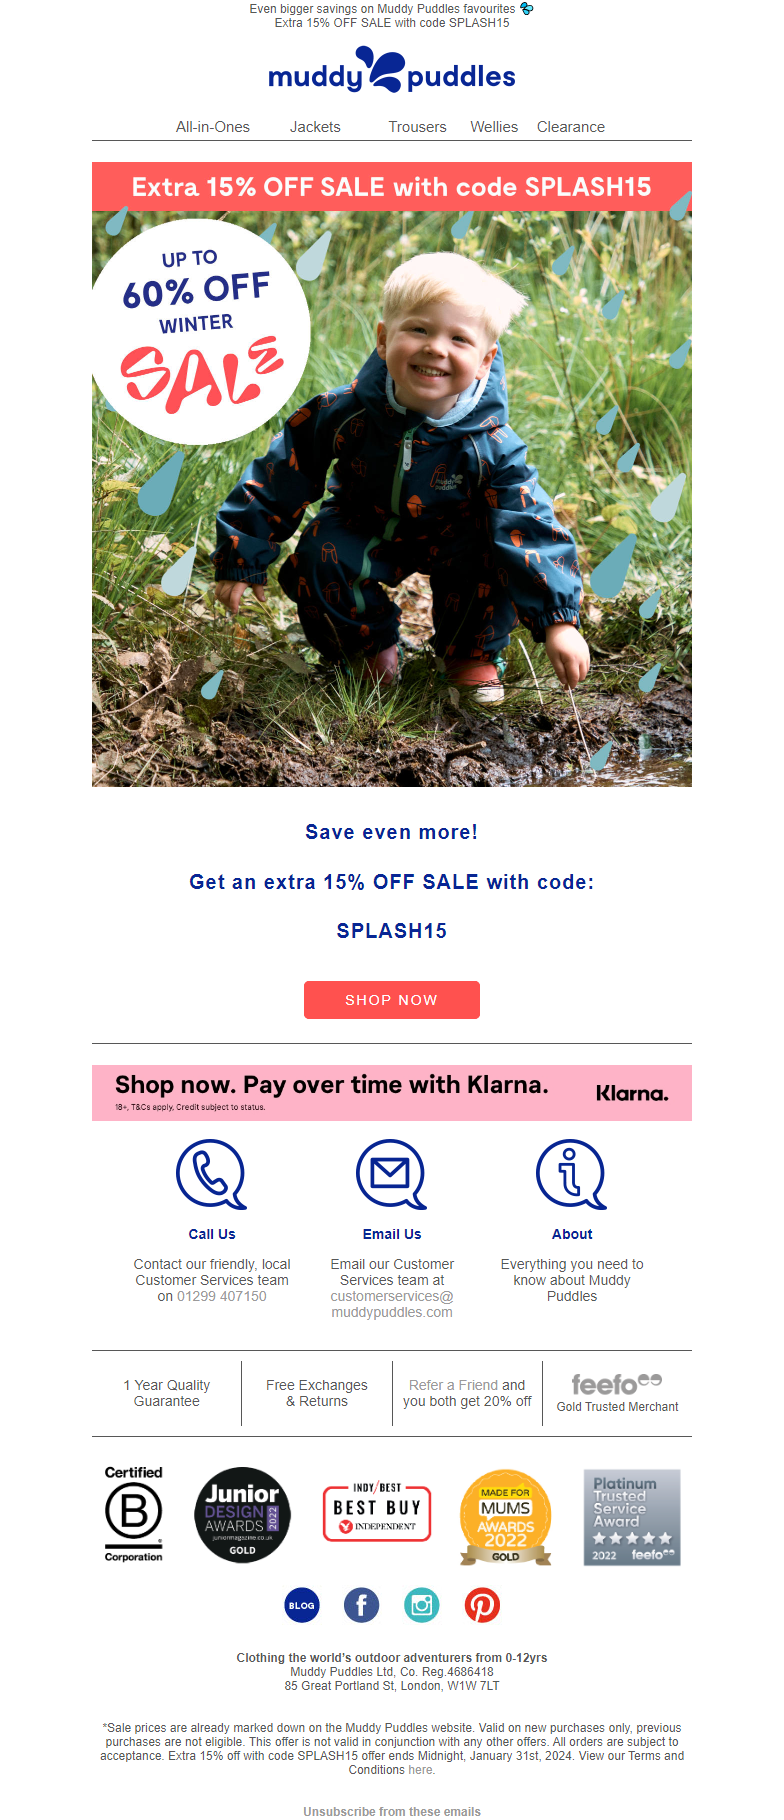 Even bigger savings on Muddy Puddles favourites
Extra 15% OFF SALE with code SPLASH15
muddy puddles
All-in-Ones Jackets Trousers Wellies Clearance
Extra 15% OFF SALE with code SPLASH15
UP TO
60% OFF
WINTER
SALE
muddy
puddles
Save even more!
Get an extra 15% OFF SALE with code:
SPLASH15
SHOP NOW
Shop now. Pay over time with Klarna.
18+, T&Cs apply, Credit subject to status.
Klarna.
Call Us
Contact our friendly, local
Customer Services team
on 01299 407150
Email Us
Email our Customer
Services team at
customerservices@
muddypuddles.com
About
Everything you need to
know about Muddy
Puddles
1 Year Quality
Guarantee
Free Exchanges
& Returns
Refer a Friend and
you both get 20% off
feefo
Gold Trusted Merchant
Certified
B
Corporation
Junior
DESIGN
AWARDS 2022
juniormagazine.co.uk
GOLD
INDY/BEST
BEST BUY
INDEPENDENT
MADE FOR
MUMS
AWARDS
2022
GOLD
Platinum
Trusted
Service
Award
2022 feefo
BLOG
Clothing the world's outdoor adventurers from 0-12yrs
Muddy Puddles Ltd, Co. Reg.4686418
85 Great Portland St, London, W1W 7LT
*Sale prices are already marked down on the Muddy Puddles website. Valid on new purchases only, previous
purchases are not eligible. This offer is not valid in conjunction with any other offers. All orders are subject to
acceptance. Extra 15% off with code SPLASH15 offer ends Midnight, January 31st, 2024. View our Terms and
Conditions here.
Unsubscribe from these emails